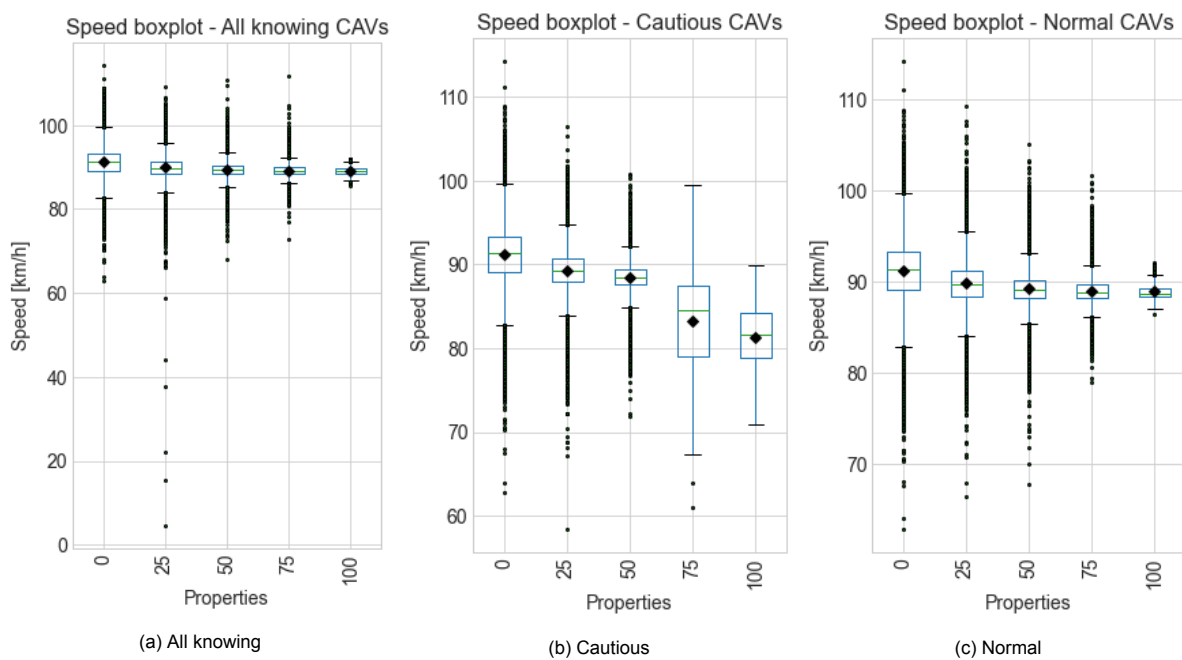 Speed boxplot - All knowing CAVs
Speed [km/h]
100
80
60
40
20
0
0
25
50
75
100
Properties
(a) All knowing
Speed boxplot - Cautious CAVs
Speed [km/h]
110
100
90
80
70
60
0
25
50
75
100
Properties
(b) Cautious
Speed boxplot - Normal CAVs
Speed [km/h]
110
100
90
80
70
0
25
50
75
100
Properties
(c) Normal